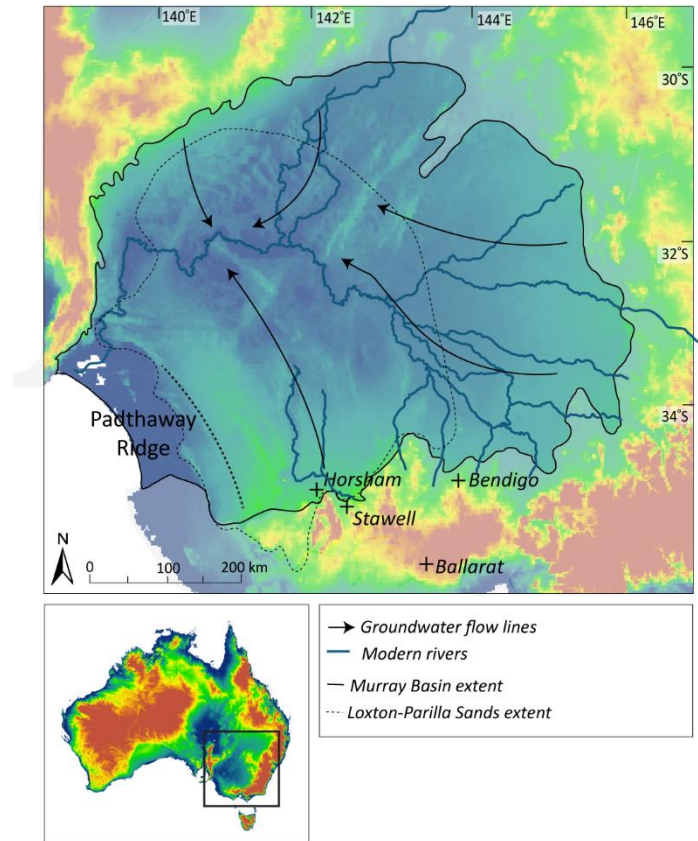 140°E 142°E 144°E 146°E
30°S
32°S
34°S
Padthaway
Ridge
Horsham
Stawell
Bendigo
Ballarat
N
0 100 200 km
Groundwater flow lines
Modern rivers
Murray Basin extent
Loxton-Parilla Sands extent